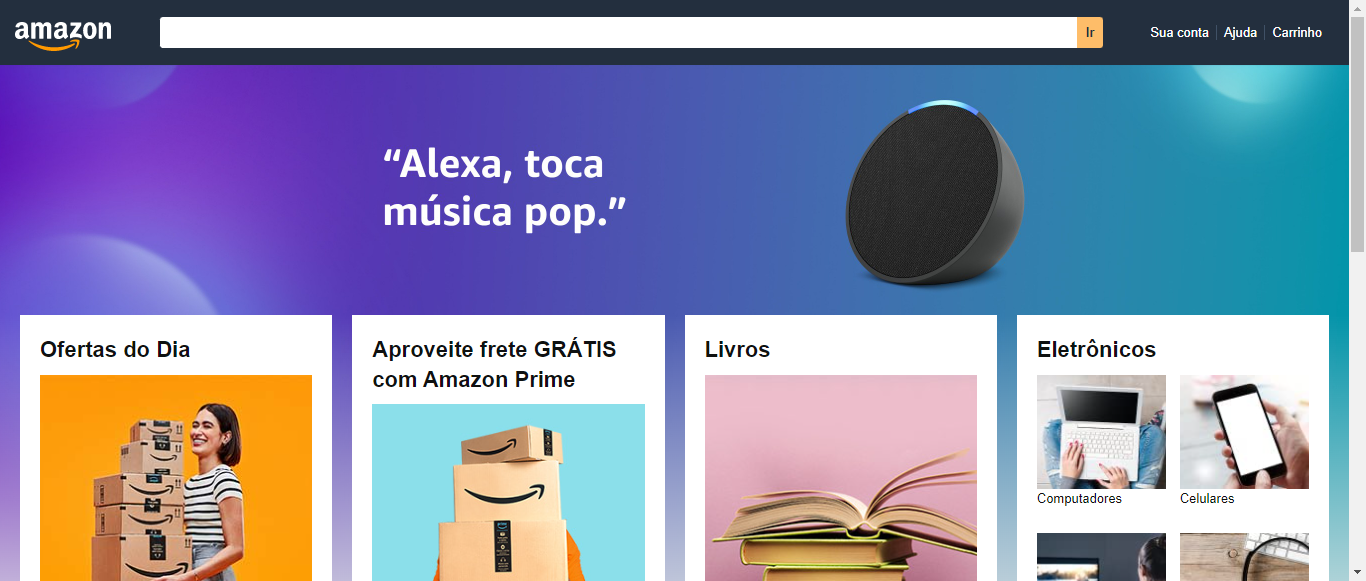 amazon
Ir
Sua conta
Ajuda
Carrinho
“Alexa, toca
música pop.”
Ofertas do Dia
Aproveite frete GRÁTIS
com Amazon Prime
Livros
Eletrônicos
Computadores
Celulares